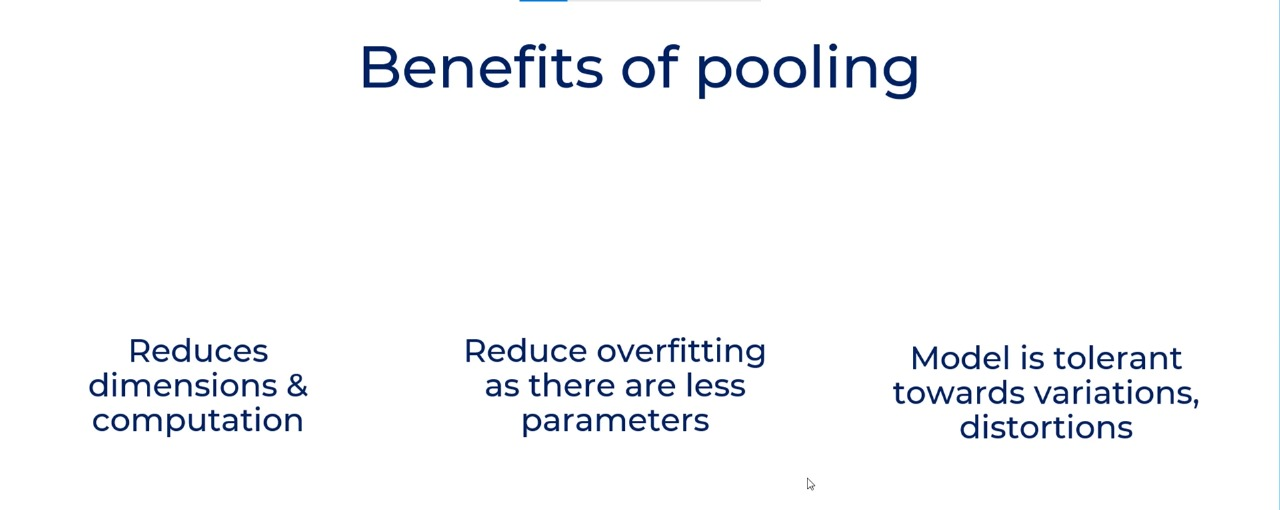 Benefits of pooling
Reduces
dimensions &
computation
Reduce overfitting
as there are less
parameters
Model is tolerant
towards variations,
distortions